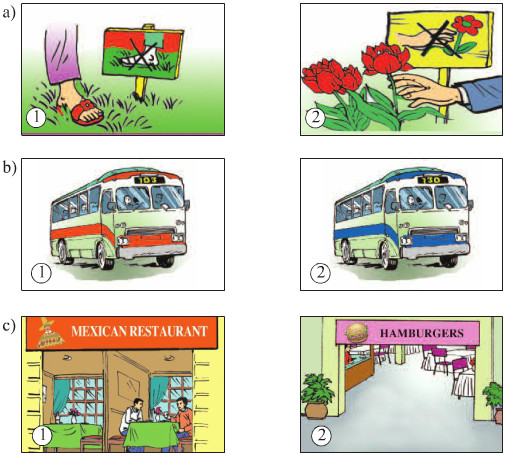 a)
1
2
b)
103
1
130
2
c)
MEXICAN RESTAURANT
1
HAMBURGERS
2